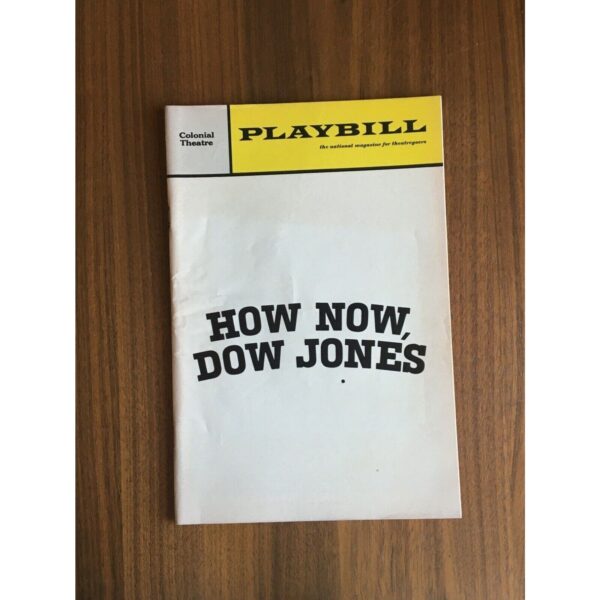 Colonial
Theatre
PLAYBILL
the national magazine for theatregoers
HOW NOW,
DOW JONES